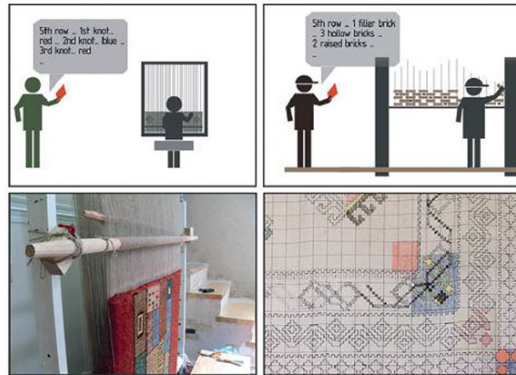 5th row ... 1st knot..
red ... 2nd knot.. blue ...
3rd knot.. red
...
5th row ... 1 filler brick
... 3 hollow bricks ...
2 raised bricks ...
...